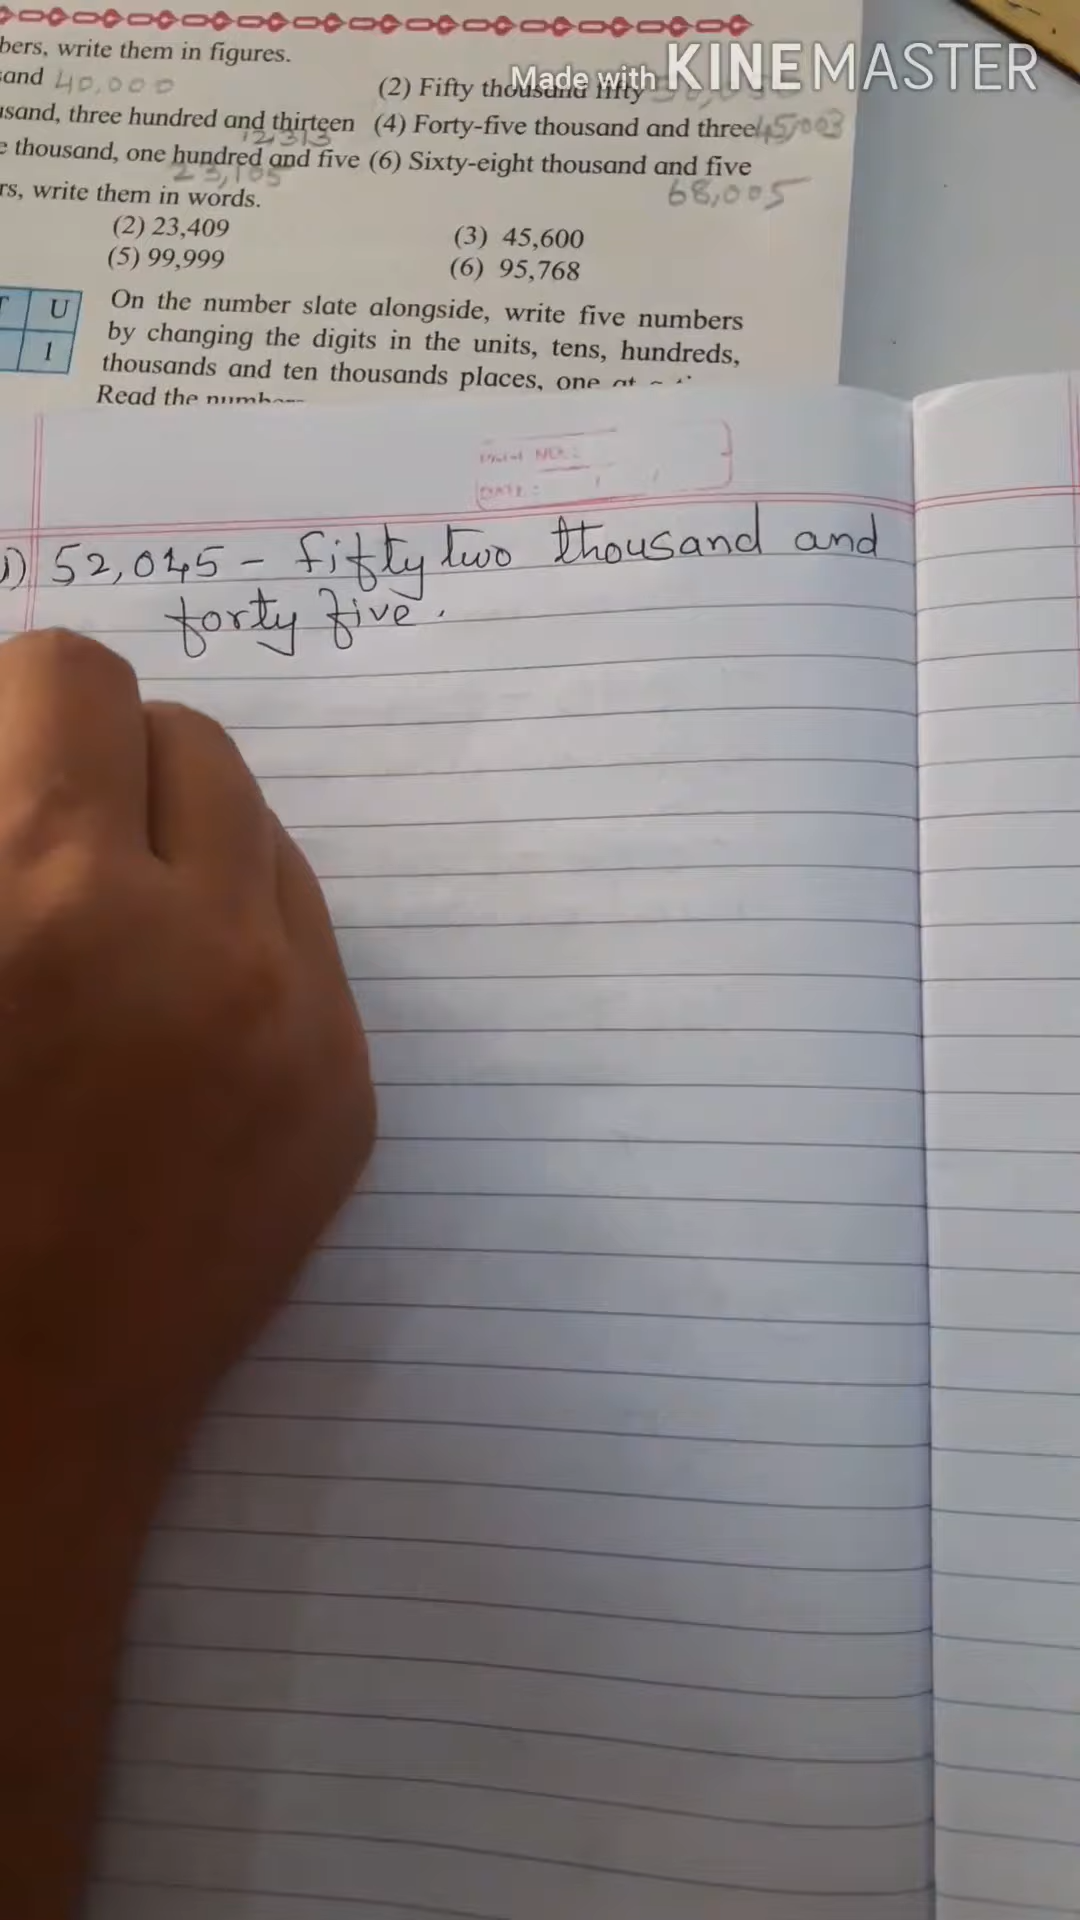 bers, write them in figures.
sand 40,000
(2) Fifty thousand fifty
Made with KINEMASTER
usand, three hundred and thirteen (4) Forty-five thousand and three 45,003
12,313
e thousand, one hundred and five (6) Sixty-eight thousand and five
23,105
68,005
rs, write them in words.
(2) 23,409 (3) 45,600
(5) 99,999 (6) 95,768
T U
1
On the number slate alongside, write five numbers
by changing the digits in the units, tens, hundreds,
thousands and ten thousands places, one at a
Read the
DATE :
1) 52,045 - fifty two thousand and
forty five.